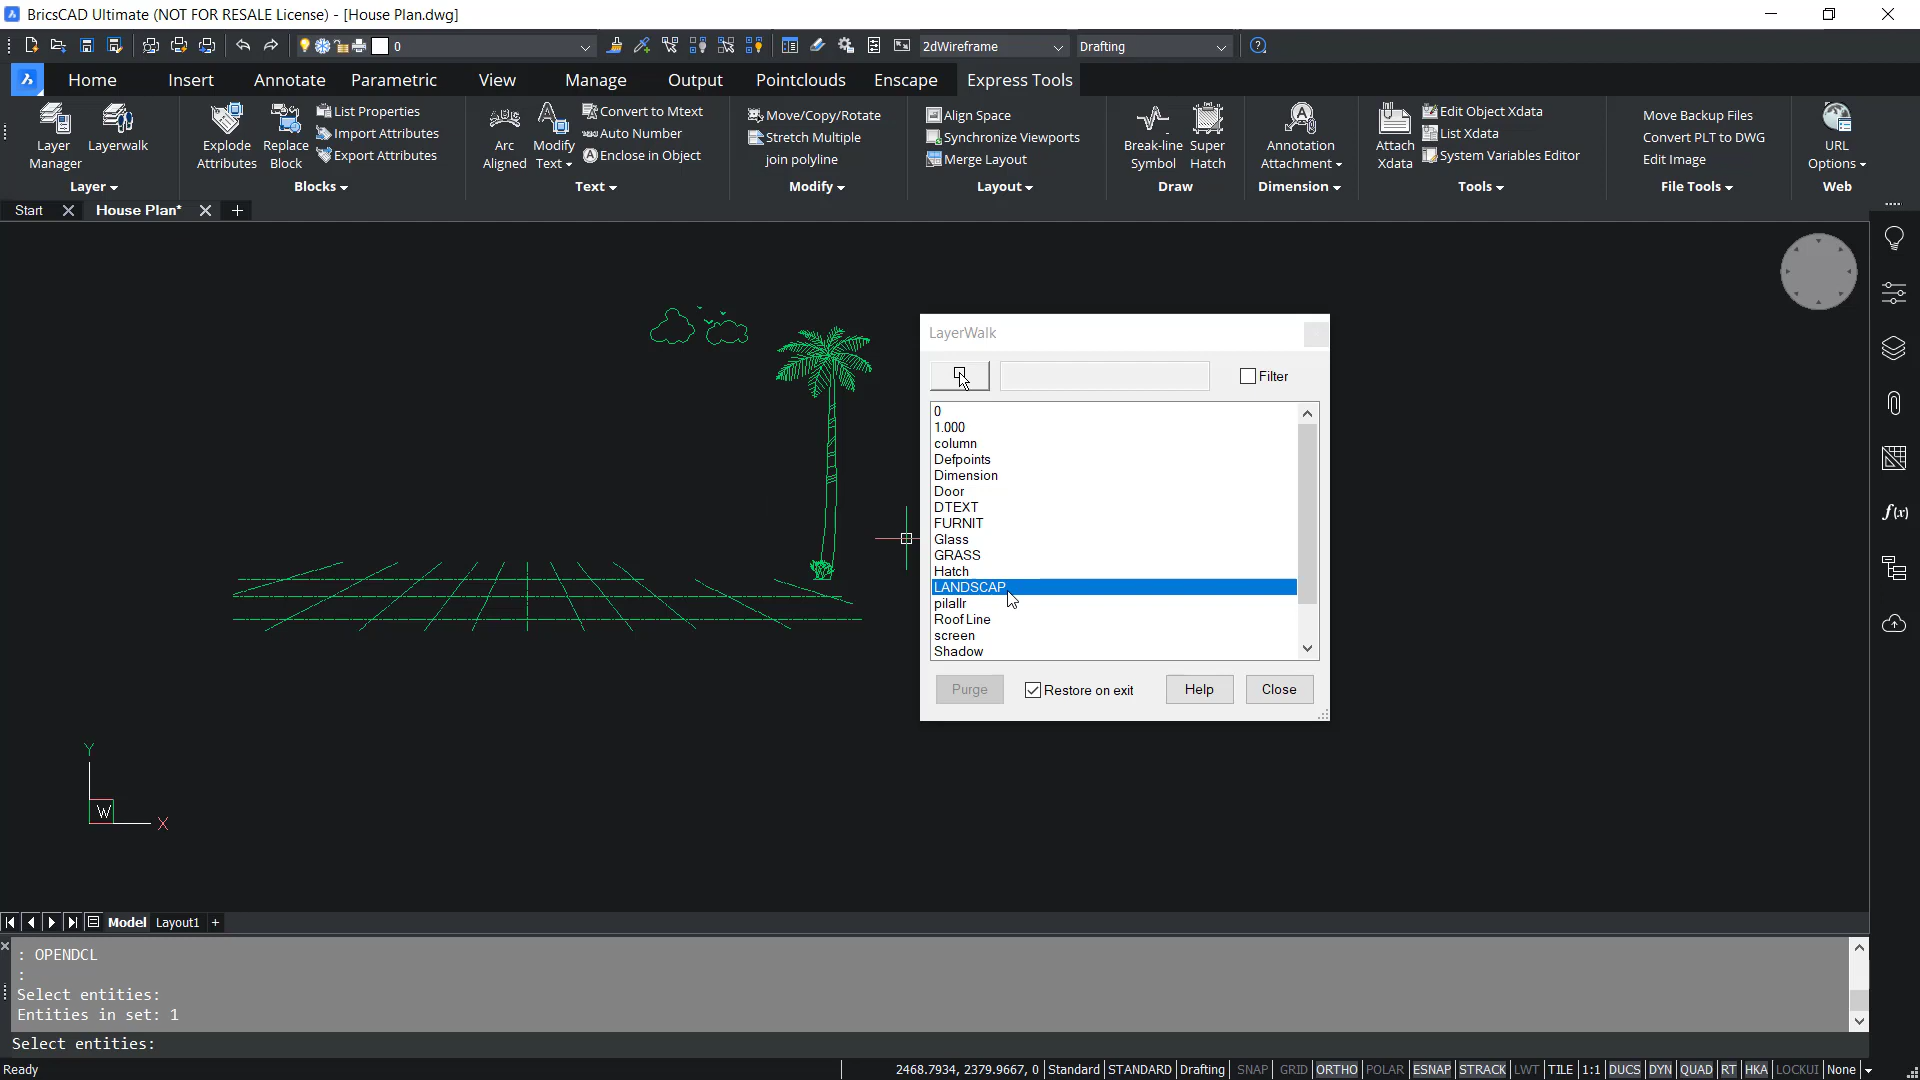 BricsCAD Ultimate (NOT FOR RESALE License) - [House Plan.dwg]
0
2dWireframe
Drafting
Home Insert Annotate Parametric View Manage Output Pointclouds Enscape Express Tools
Layer Manager
Layerwalk
Layer
Explode Attributes
Replace Block
List Properties
Import Attributes
Export Attributes
Blocks
Arc Aligned
Modify Text
Convert to Mtext
Auto Number
Enclose in Object
Text
Move/Copy/Rotate
Stretch Multiple
join polyline
Modify
Align Space
Synchronize Viewports
Merge Layout
Layout
Break-line Symbol
Super Hatch
Draw
Annotation Attachment
Dimension
Attach Xdata
Edit Object Xdata
List Xdata
System Variables Editor
Tools
Move Backup Files
Convert PLT to DWG
Edit Image
File Tools
URL Options
Web
Start
House Plan*
LayerWalk
Filter
0
1.000
column
Defpoints
Dimension
Door
DTEXT
FURNIT
Glass
GRASS
Hatch
LANDSCAP
pilallr
Roof Line
screen
Shadow
Purge
Restore on exit
Help
Close
f(x)
Y
W
X
Model
Layout1
: OPENDCL
:
Select entities:
Entities in set: 1
Select entities:
Ready
2468.7934, 2379.9667, 0 Standard STANDARD Drafting SNAP GRID ORTHO POLAR ESNAP STRACK LWT TILE 1:1 DUCS DYN QUAD RT HKA LOCKUI None